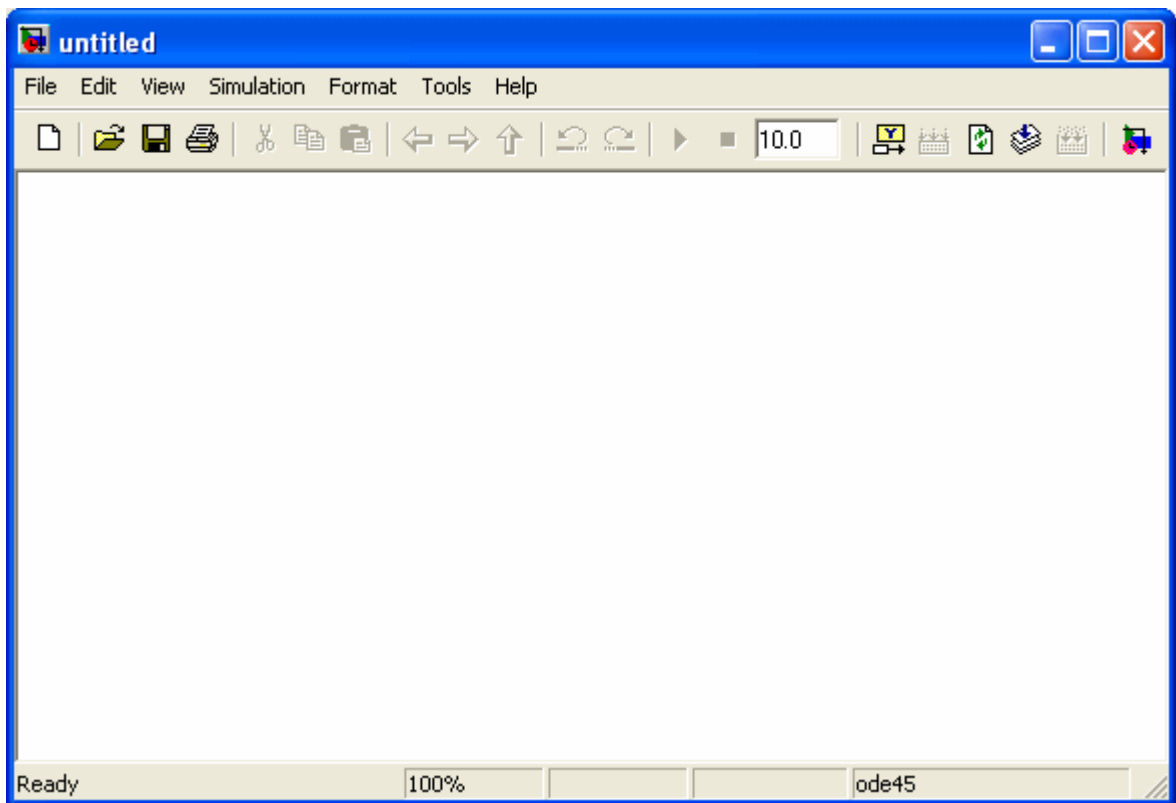 untitled
File Edit View Simulation Format Tools Help
10.0
Y
Ready 100% ode45